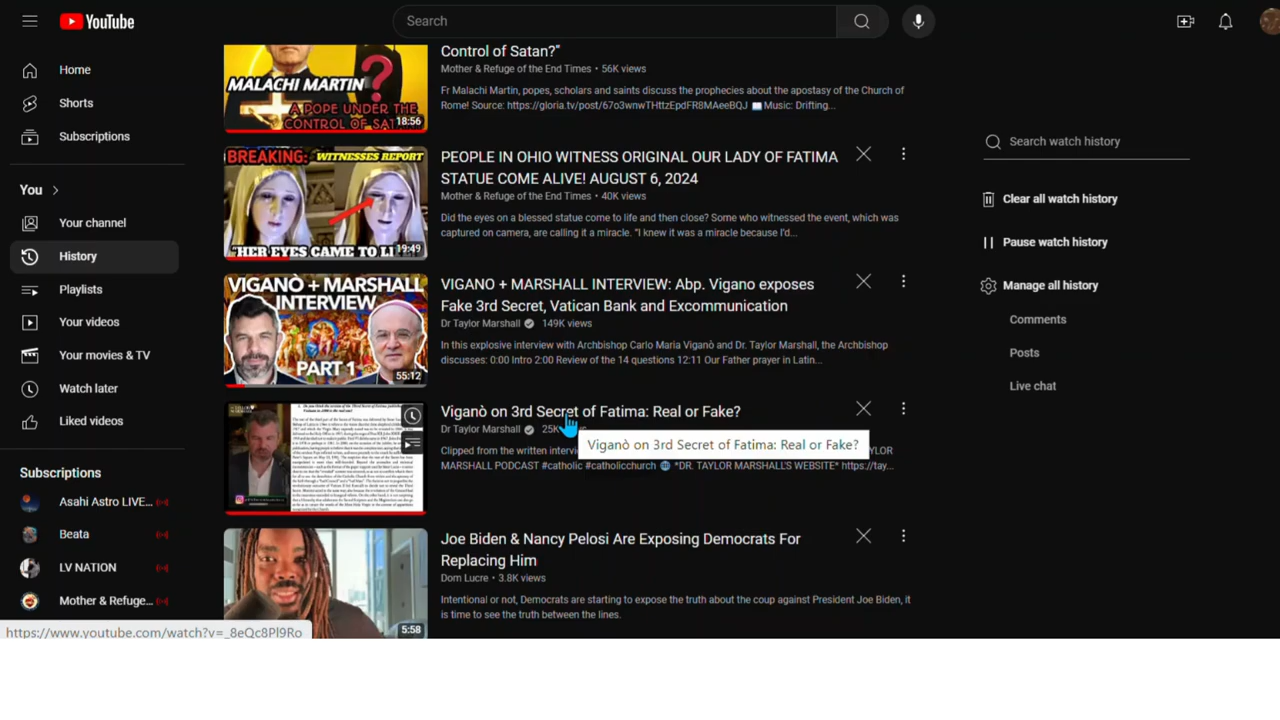 YouTube
Search
Home
Shorts
Subscriptions
You
Your channel
History
Playlists
Your videos
Your movies & TV
Watch later
Liked videos
Subscriptions
Asahi Astro LIVE...
Beata
LV NATION
Mother & Refuge...
https://www.youtube.com/watch?v=_8eQc8Pl9Ro
MALACHI MARTIN
?
A POPE UNDER THE
CONTROL OF SATAN
18:56
Control of Satan?"
Mother & Refuge of the End Times • 56K views
Fr Malachi Martin, popes, scholars and saints discuss the prophecies about the apostasy of the Church of
Rome! Source: https://gloria.tv/post/67o3wnwTHttzEpdFR8MAeeBQJ 📖Music: Drifting...
BREAKING: WITNESSES REPORT
"HER EYES CAME TO LI
19:49
PEOPLE IN OHIO WITNESS ORIGINAL OUR LADY OF FATIMA
STATUE COME ALIVE! AUGUST 6, 2024
Mother & Refuge of the End Times • 40K views
Did the eyes on a blessed statue come to life and then close? Some who witnessed the event, which was
captured on camera, are calling it a miracle. "I knew it was a miracle because I'd...
VIGANÒ + MARSHALL
INTERVIEW
PART 1
55:12
VIGANO + MARSHALL INTERVIEW: Abp. Vigano exposes
Fake 3rd Secret, Vatican Bank and Excommunication
Dr Taylor Marshall • 149K views
In this explosive interview with Archbishop Carlo Maria Viganò and Dr. Taylor Marshall, the Archbishop
discusses: 0:00 Intro 2:00 Review of the 14 questions 12:11 Our Father prayer in Latin...
Viganò on 3rd Secret of Fatima: Real or Fake?
Dr Taylor Marshall 25K
Viganò on 3rd Secret of Fatima: Real or Fake?
Clipped from the written
MARSHALL PODCAST #catholic #catholicchurch 🌐 *DR. TAYLOR MARSHALL'S WEBSITE* https://tay...
Joe Biden & Nancy Pelosi Are Exposing Democrats For
Replacing Him
Dom Lucre • 3.8K views
Intentional or not, Democrats are starting to expose the truth about the coup against President Joe Biden, it
is time to see the truth between the lines.
5:58
Search watch history
Clear all watch history
Pause watch history
Manage all history
Comments
Posts
Live chat